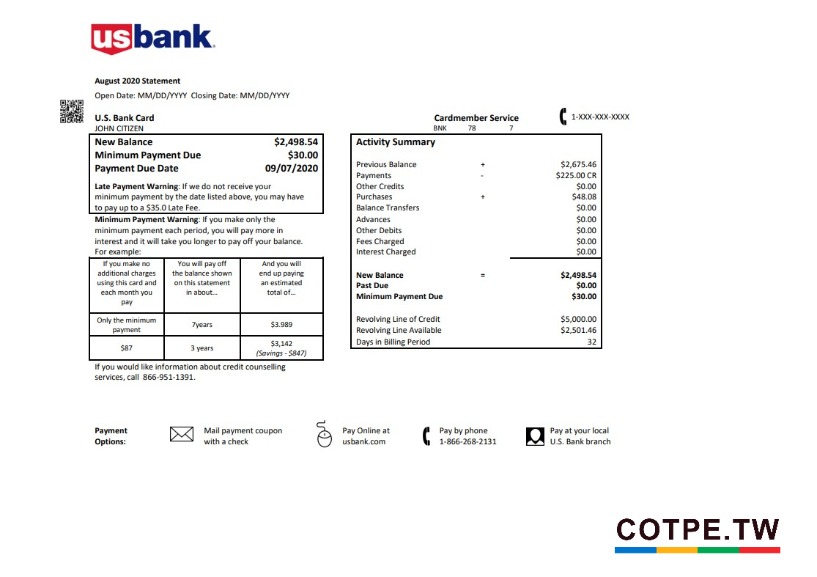 usbank
August 2020 Statement
Open Date: MM/DD/YYYY Closing Date: MM/DD/YYYY
U.S. Bank Card
JOHN CITIZEN
Cardmember Service
BNK 78 7
1-XXX-XXX-XXXX
New Balance $2,498.54
Minimum Payment Due $30.00
Payment Due Date 09/07/2020
Late Payment Warning: If we do not receive your
minimum payment by the date listed above, you may have
to pay up to a $35.0 Late Fee.
Minimum Payment Warning: If you make only the
minimum payment each period, you will pay more in
interest and it will take you longer to pay off your balance.
For example:
If you make no
additional charges
using this card and
each month you
pay
You will pay off
the balance shown
on this statement
in about...
And you will
end up paying
an estimated
total of...
Only the minimum
payment
7years
$3.989
$87
3 years
$3,142
(Savings - $847)
If you would like information about credit counselling
services, call 866-951-1391.
Activity Summary
Previous Balance + $2,675.46
Payments - $225.00 CR
Other Credits $0.00
Purchases + $48.08
Balance Transfers $0.00
Advances $0.00
Other Debits $0.00
Fees Charged $0.00
Interest Charged $0.00
New Balance = $2,498.54
Past Due $0.00
Minimum Payment Due $30.00
Revolving Line of Credit $5,000.00
Revolving Line Available $2,501.46
Days in Billing Period 32
Payment
Options:
Mail payment coupon
with a check
Pay Online at
usbank.com
Pay by phone
1-866-268-2131
Pay at your local
U.S. Bank branch
COTPE.TW